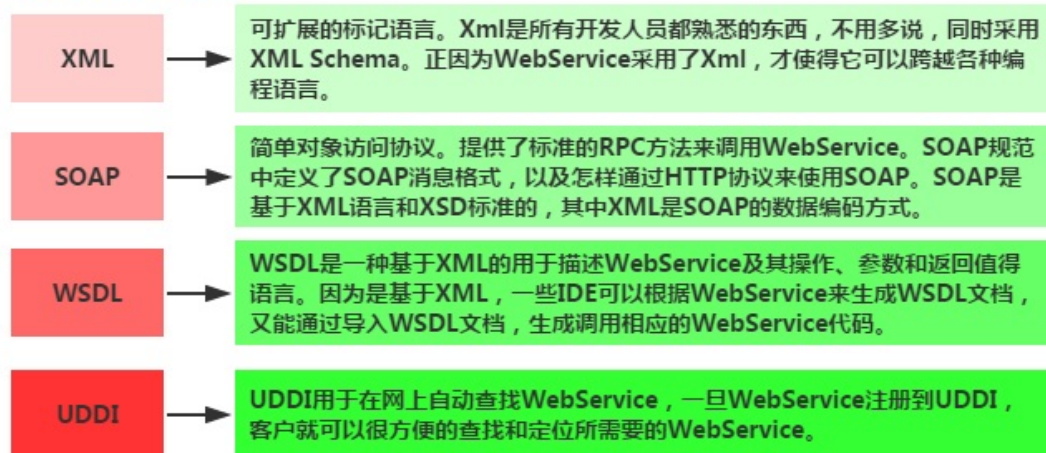 XML
可扩展的标记语言。Xml是所有开发人员都熟悉的东西，不用多说，同时采用
XML Schema。正因为WebService采用了Xml，才使得它可以跨越各种编
程语言。
SOAP
简单对象访问协议。提供了标准的RPC方法来调用WebService。SOAP规范
中定义了SOAP消息格式，以及怎样通过HTTP协议来使用SOAP。SOAP是
基于XML语言和XSD标准的，其中XML是SOAP的数据编码方式。
WSDL
WSDL是一种基于XML的用于描述WebService及其操作、参数和返回值得
语言。因为是基于XML，一些IDE可以根据WebService来生成WSDL文档，
又能通过导入WSDL文档，生成调用相应的WebService代码。
UDDI
UDDI用于在网上自动查找WebService，一旦WebService注册到UDDI，
客户就可以很方便的查找和定位所需要的WebService。